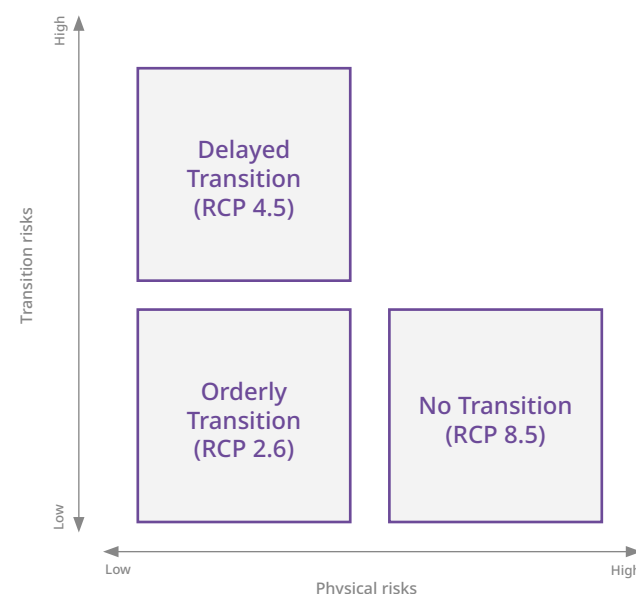 High
Transition risks
Low
Delayed
Transition
(RCP 4.5)
Orderly
Transition
(RCP 2.6)
No Transition
(RCP 8.5)
Low
High
Physical risks